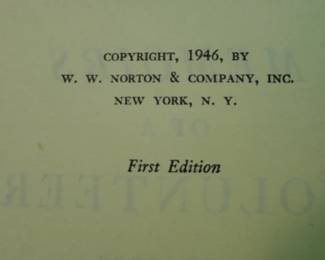 COPYRIGHT, 1946, BY
W. W. NORTON & COMPANY, INC.
NEW YORK, N. Y.
First Edition